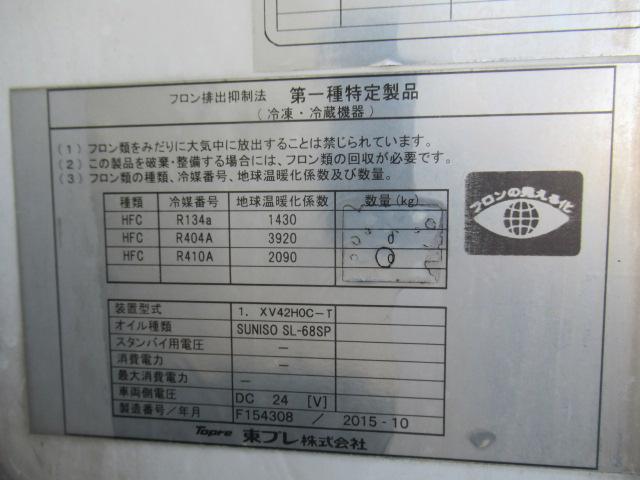 フロン排出抑制法 第一種特定製品
(冷凍・冷蔵機器)
(1) フロン類をみだりに大気中に放出することは禁じられています。
(2) この製品を破棄・整備する場合には、フロン類の回収が必要です。
(3) フロン類の種類、冷媒番号、地球温暖化係数及び数量。
種類 冷媒番号 地球温暖化係数 数量(kg)
HFC R134a 1430
HFC R404A 3920
HFC R410A 2090
フロンの見える化
装置型式 1. XV42HOC-T
オイル種類 SUNISO SL-68SP
スタンバイ用電圧 —
消費電力 —
最大消費電力 —
車両側電圧 DC 24 [V]
製造番号/年月 F154308 / 2015-10
Topre 東プレ株式会社